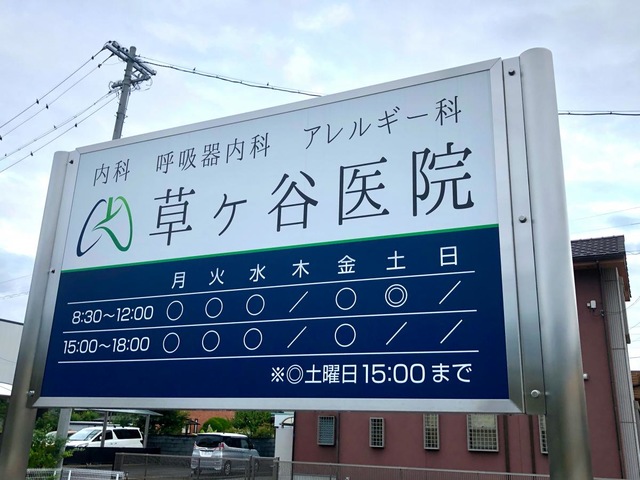 内科 呼吸器内科 アレルギー科
草ヶ谷医院
月 火 水 木 金 土 日
8:30～12:00 ○ ○ ○ ／ ○ ◎ ／
15:00～18:00 ○ ○ ○ ／ ○ ／ ／
※◎土曜日15:00まで